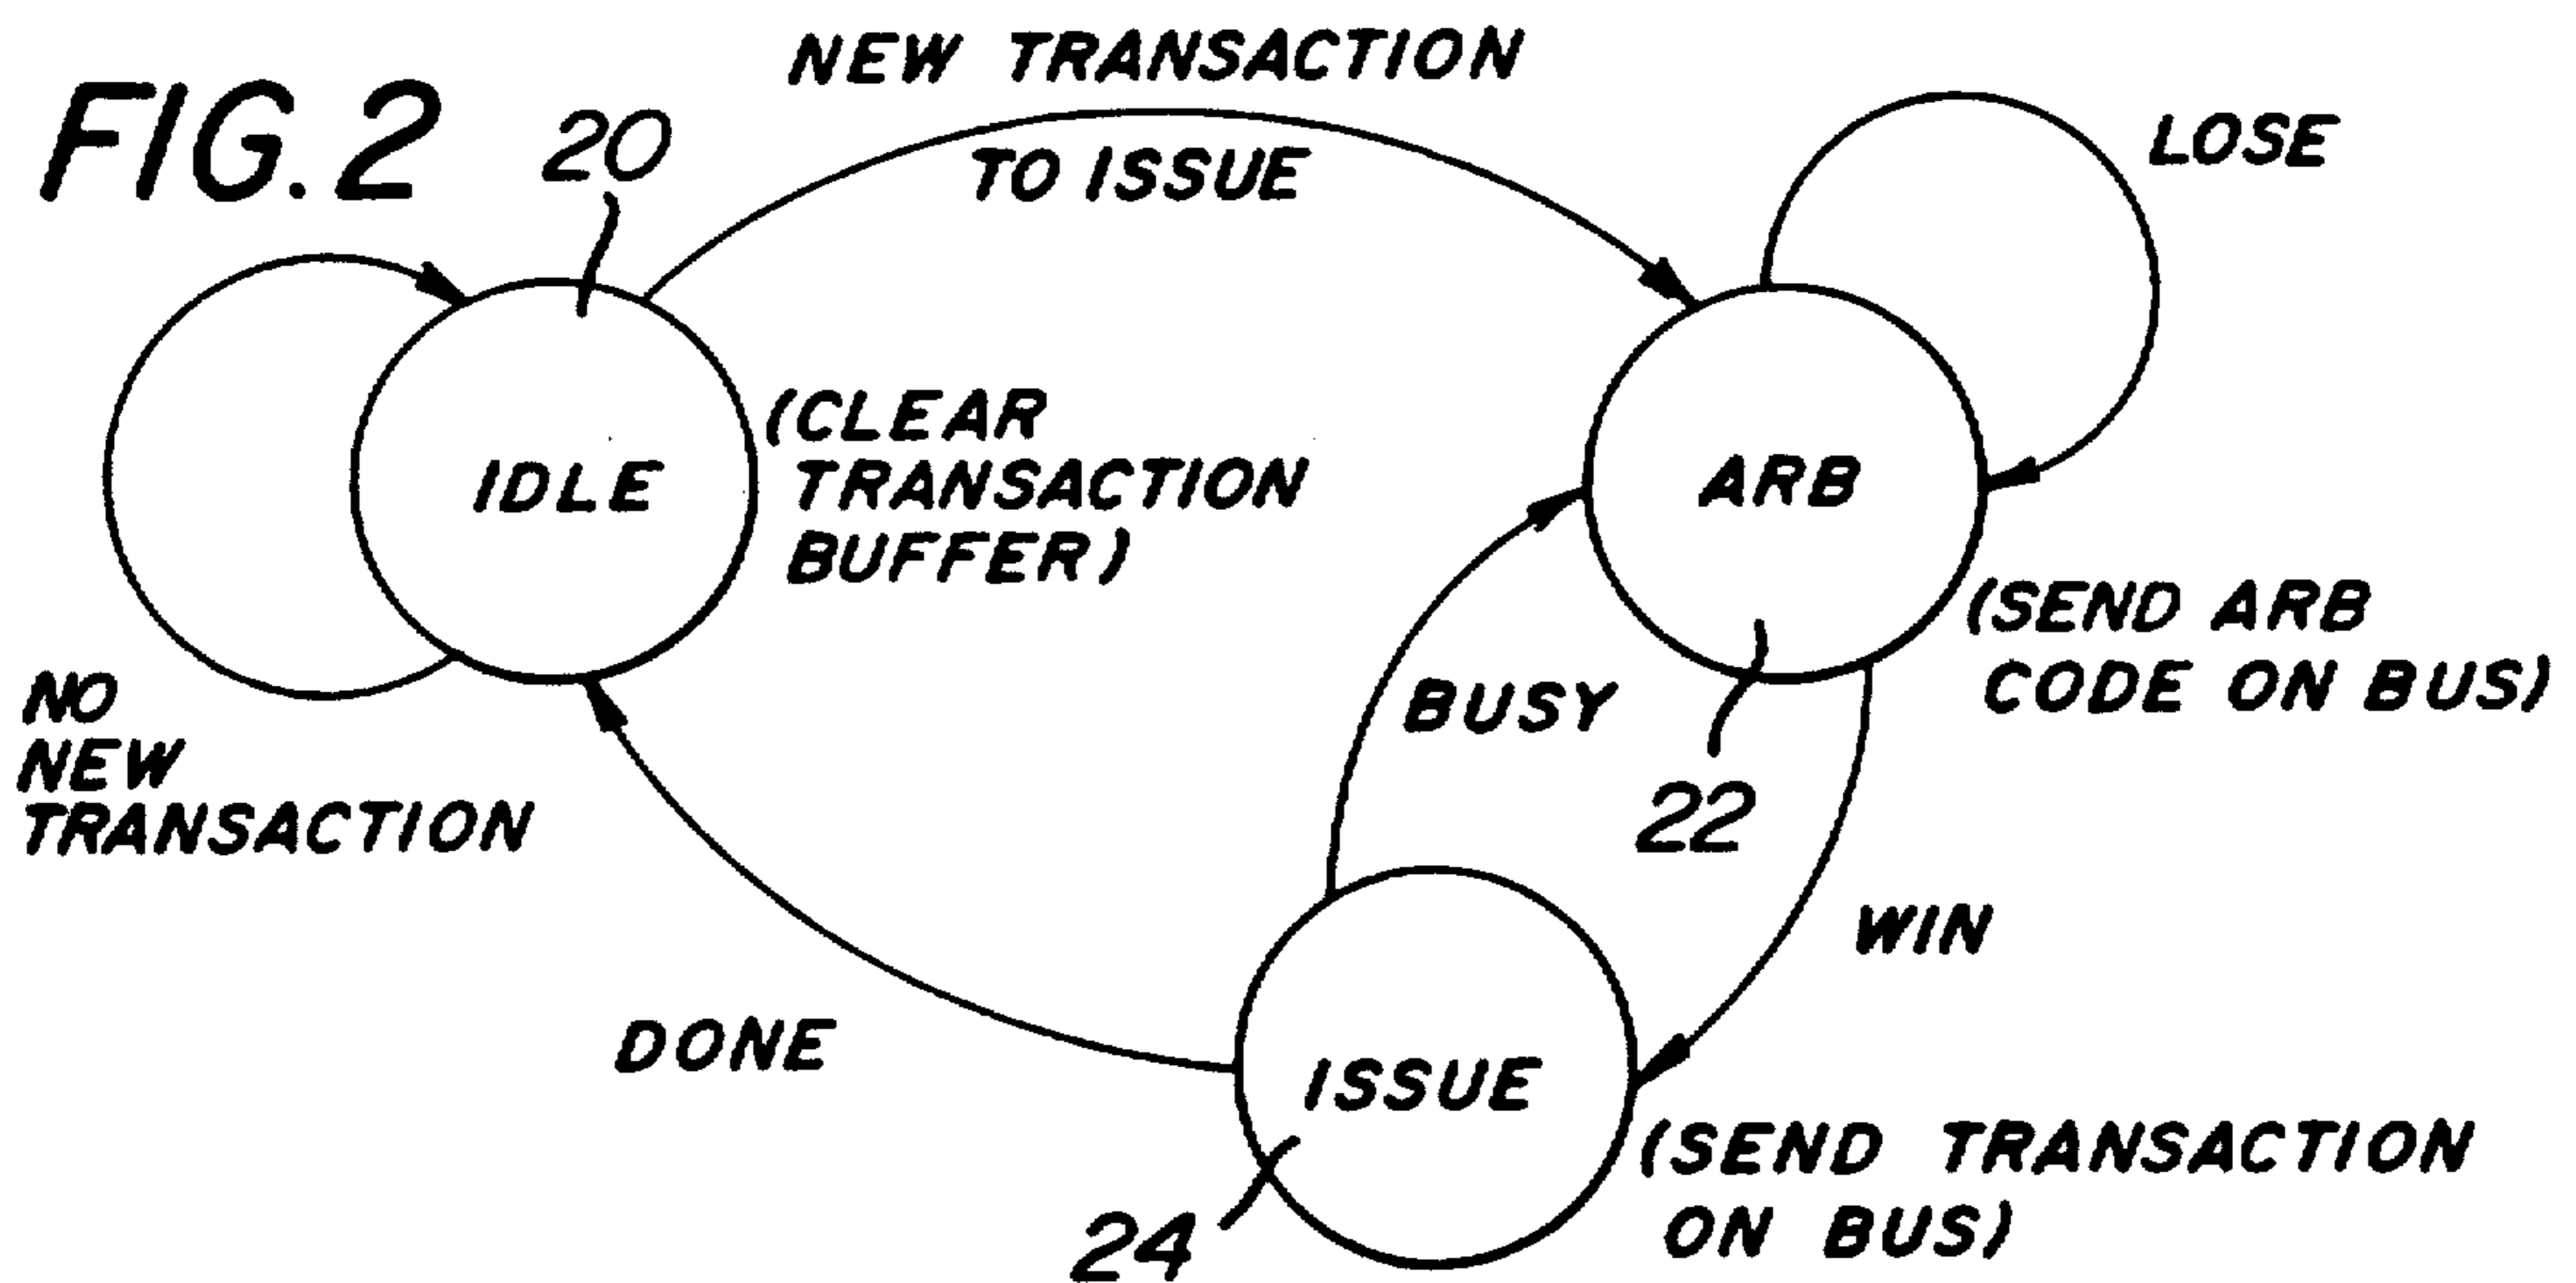 FIG. 2
20
NEW TRANSACTION
TO ISSUE
LOSE
IDLE
(CLEAR
TRANSACTION
BUFFER)
ARB
(SEND ARB
CODE ON BUS)
22
BUSY
WIN
NO
NEW
TRANSACTION
DONE
ISSUE
24
(SEND TRANSACTION
ON BUS)